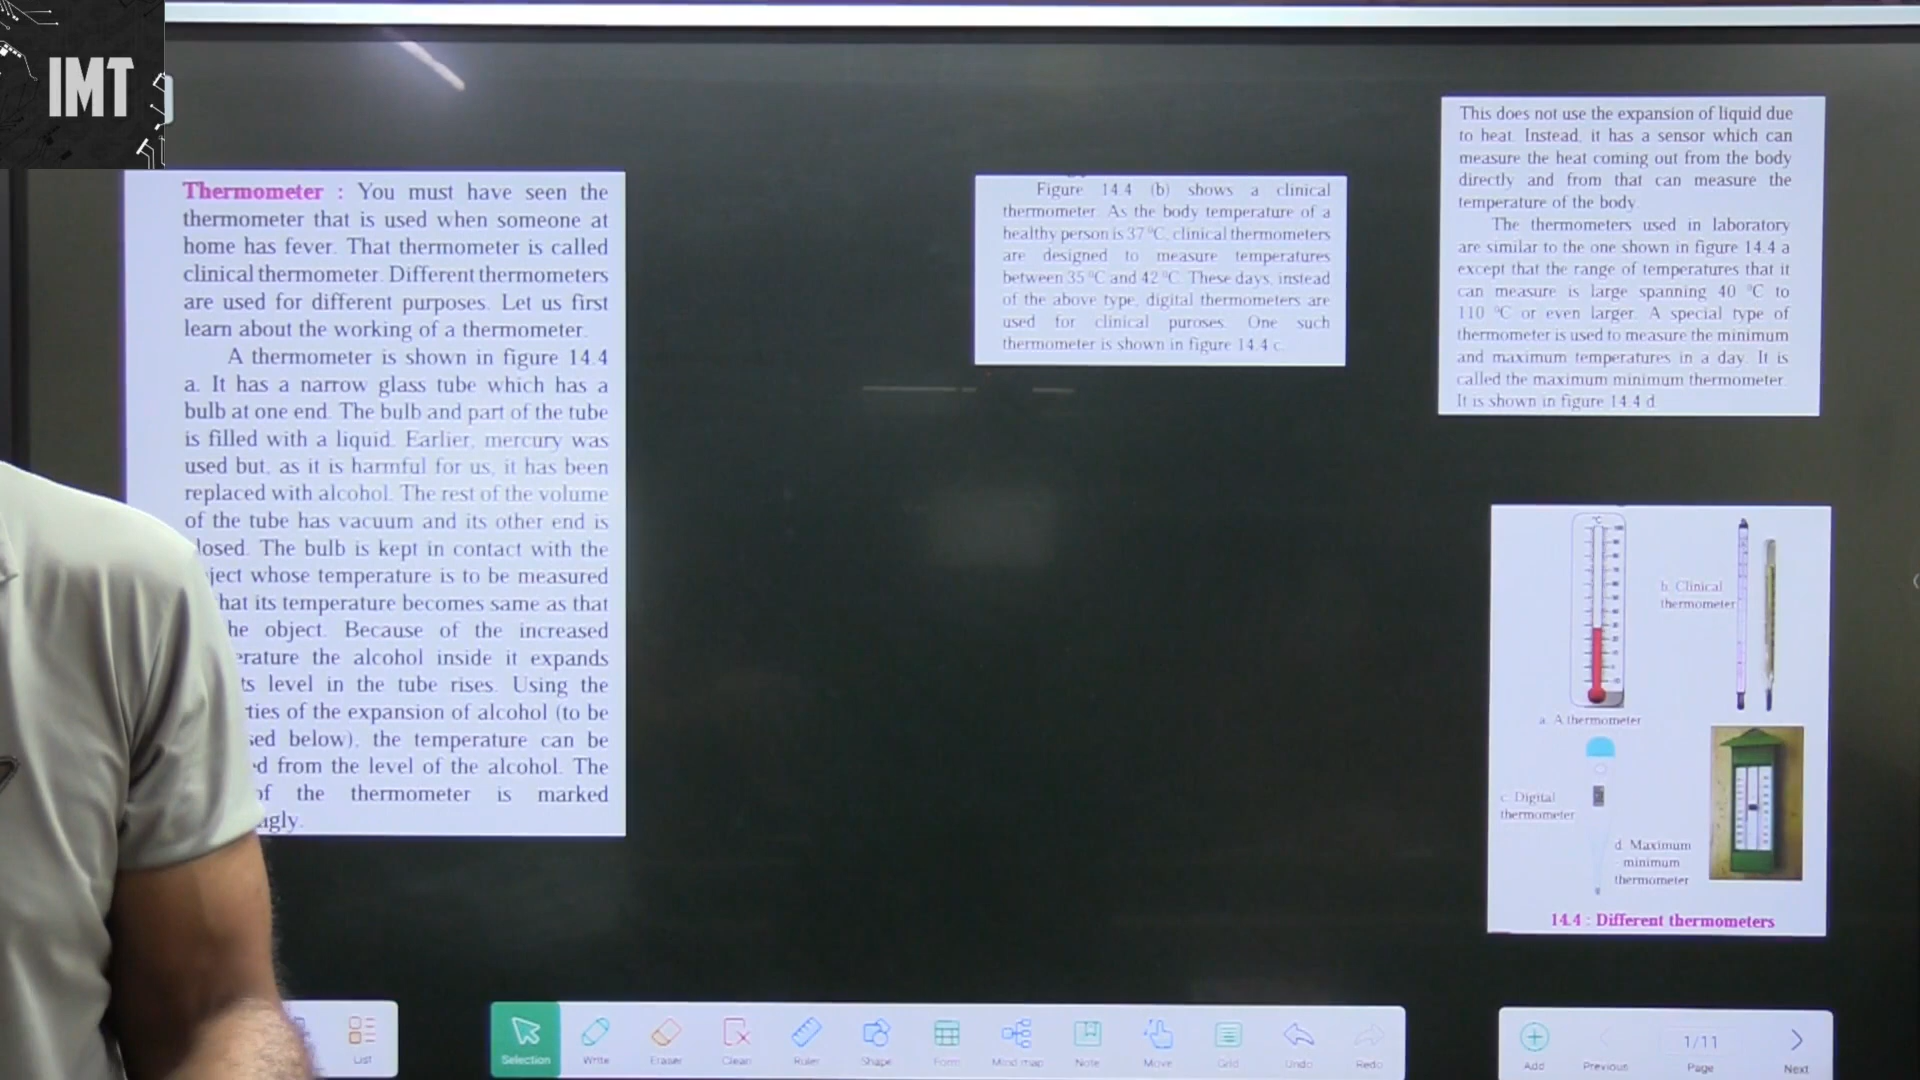 IMT
Thermometer : You must have seen the
thermometer that is used when someone at
home has fever. That thermometer is called
clinical thermometer. Different thermometers
are used for different purposes. Let us first
learn about the working of a thermometer.
A thermometer is shown in figure 14.4
a. It has a narrow glass tube which has a
bulb at one end. The bulb and part of the tube
is filled with a liquid. Earlier, mercury was
used but, as it is harmful for us, it has been
replaced with alcohol. The rest of the volume
of the tube has vacuum and its other end is
losed. The bulb is kept in contact with the
ject whose temperature is to be measured
hat its temperature becomes same as that
he object. Because of the increased
erature the alcohol inside it expands
ts level in the tube rises. Using the
ties of the expansion of alcohol (to be
sed below), the temperature can be
d from the level of the alcohol. The
of the thermometer is marked
ngly.
Figure 14.4 (b) shows a clinical
thermometer. As the body temperature of a
healthy person is 37 °C, clinical thermometers
are designed to measure temperatures
between 35 °C and 42 °C. These days, instead
of the above type, digital thermometers are
used for clinical puroses. One such
thermometer is shown in figure 14.4 c.
This does not use the expansion of liquid due
to heat. Instead, it has a sensor which can
measure the heat coming out from the body
directly and from that can measure the
temperature of the body.
The thermometers used in laboratory
are similar to the one shown in figure 14.4 a
except that the range of temperatures that it
can measure is large spanning 40 °C to
110 °C or even larger. A special type of
thermometer is used to measure the minimum
and maximum temperatures in a day. It is
called the maximum minimum thermometer.
It is shown in figure 14.4 d
°C
b. Clinical
thermometer
a. A thermometer
c. Digital
thermometer
d. Maximum
minimum
thermometer
14.4 : Different thermometers
List
Selection
Write
Eraser
Clean
Ruler
Shape
Form
Mind map
Note
Move
Grid
Undo
Redo
Add
Previous
1/11
Page
Next